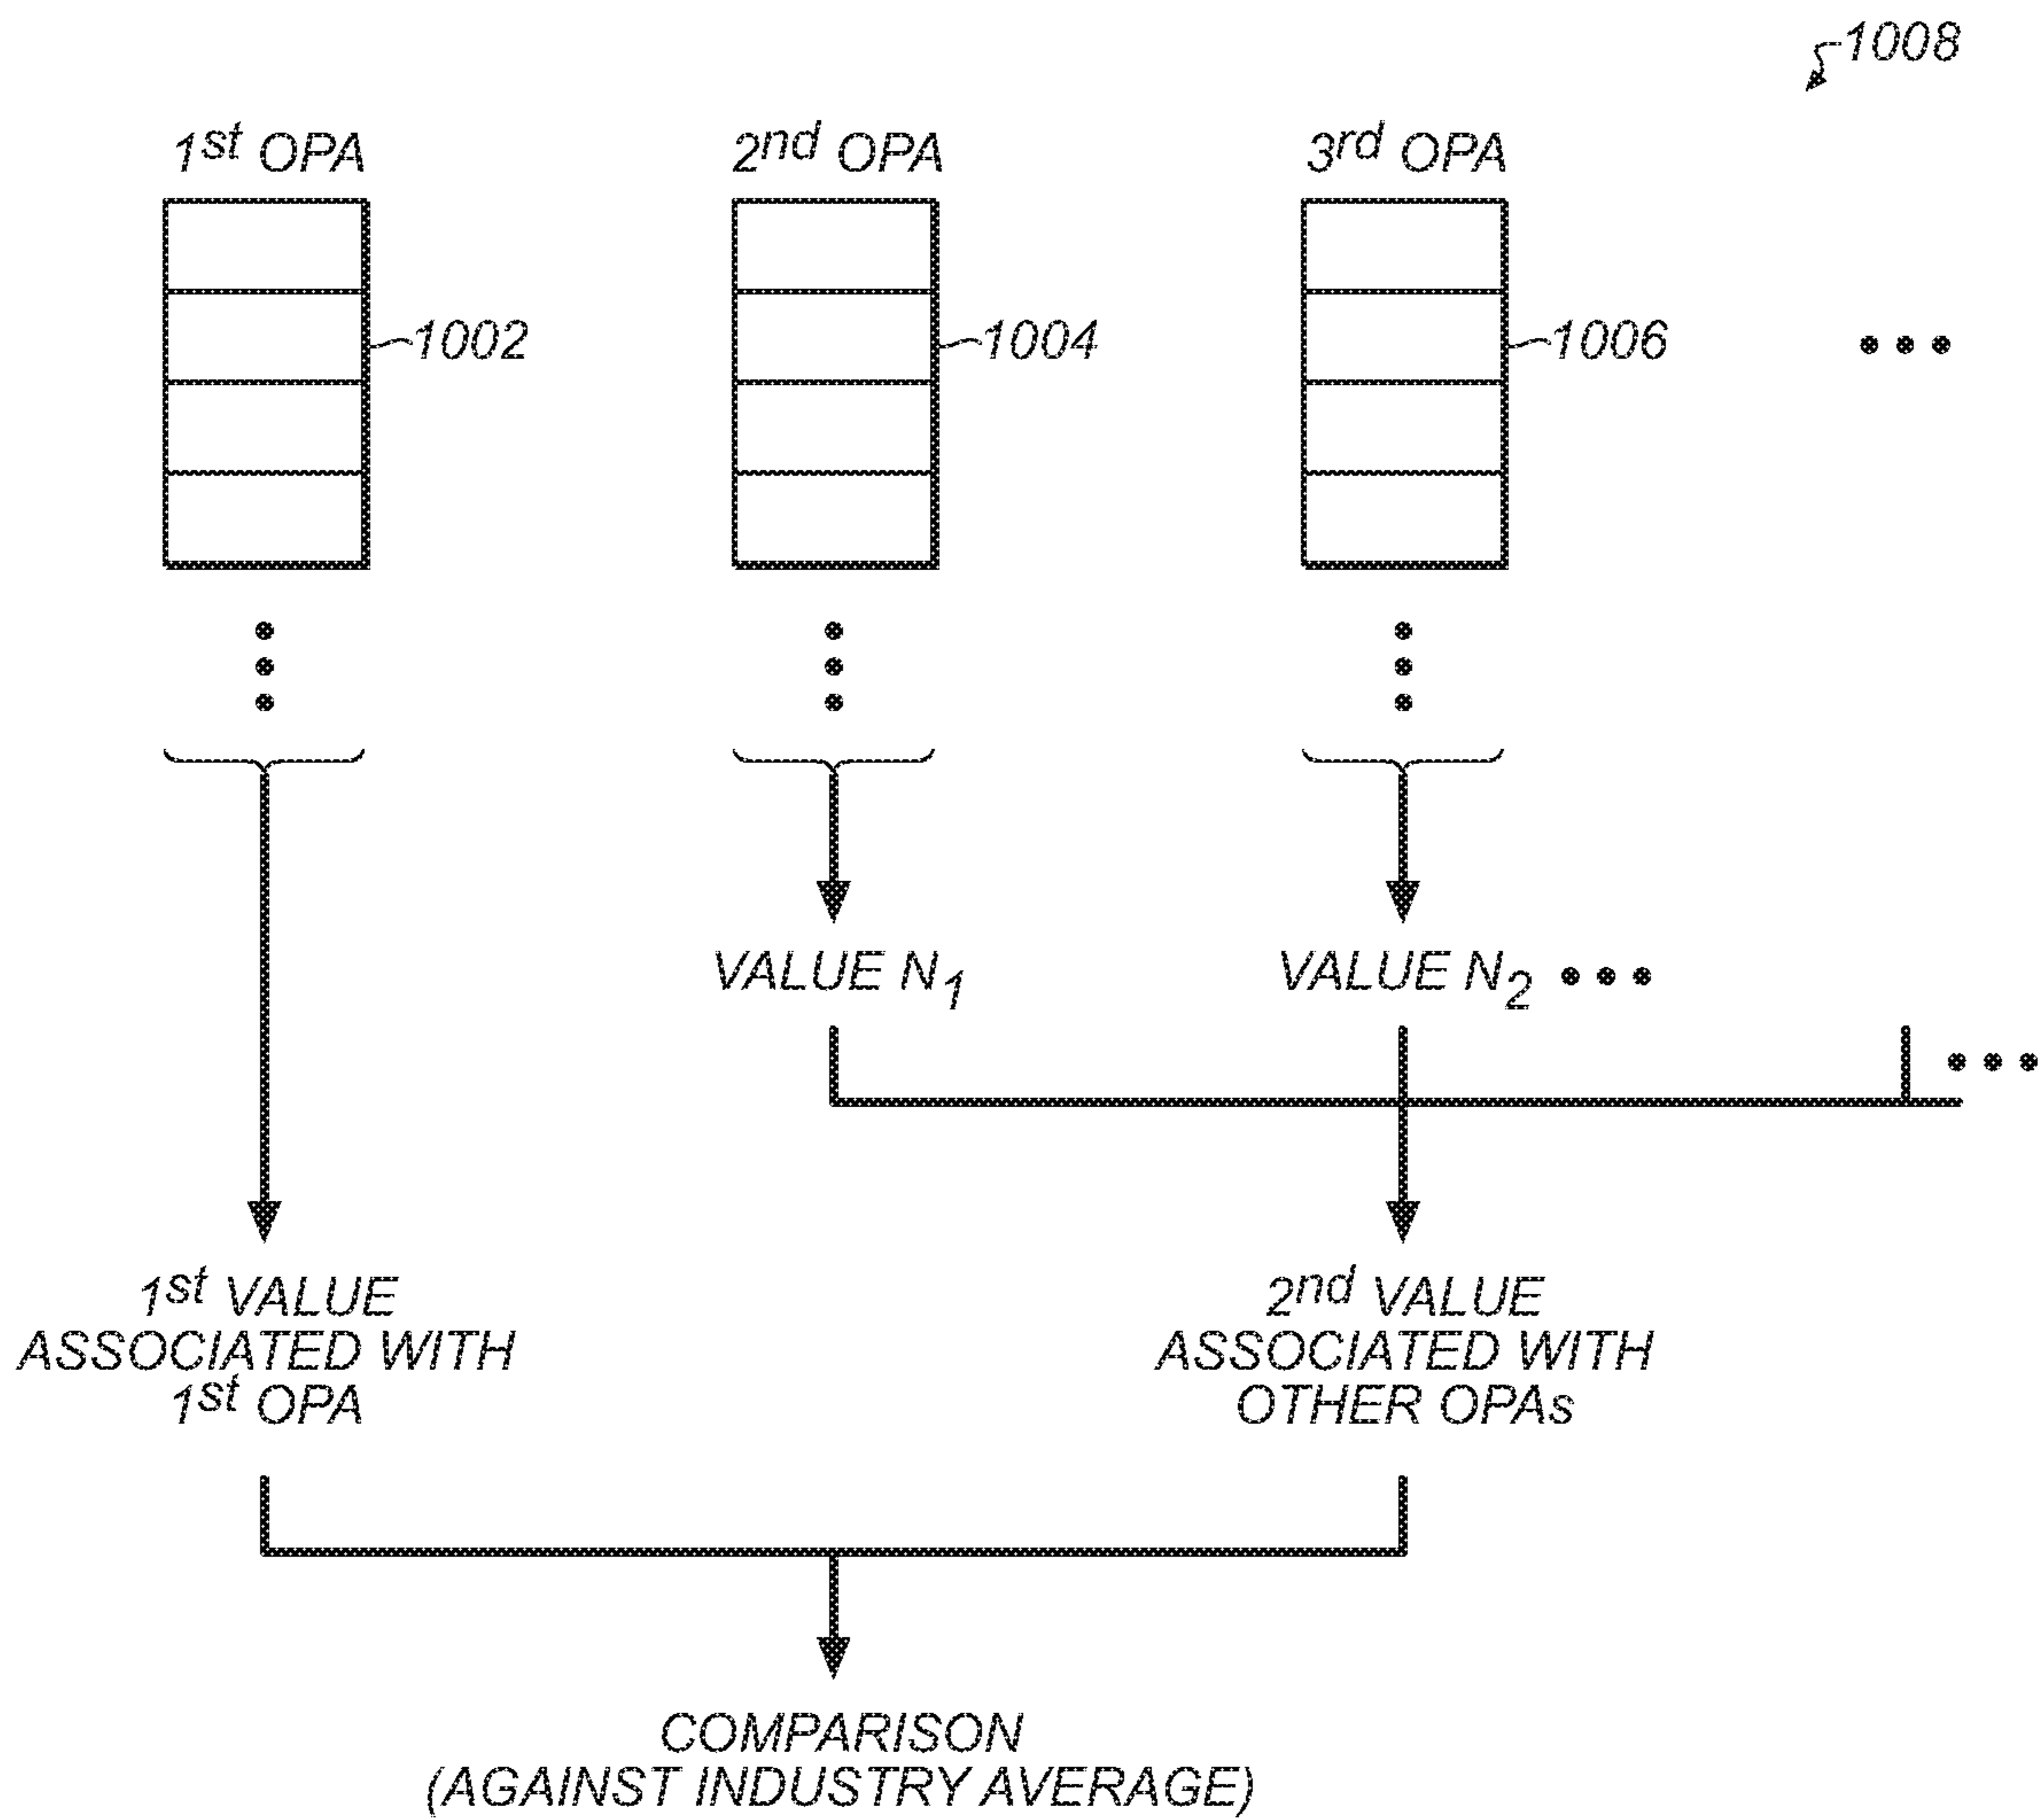 1008
1st OPA
2nd OPA
3rd OPA
1002
1004
1006
VALUE N1
VALUE N2
1st VALUE
ASSOCIATED WITH
1st OPA
2nd VALUE
ASSOCIATED WITH
OTHER OPAs
COMPARISON
(AGAINST INDUSTRY AVERAGE)